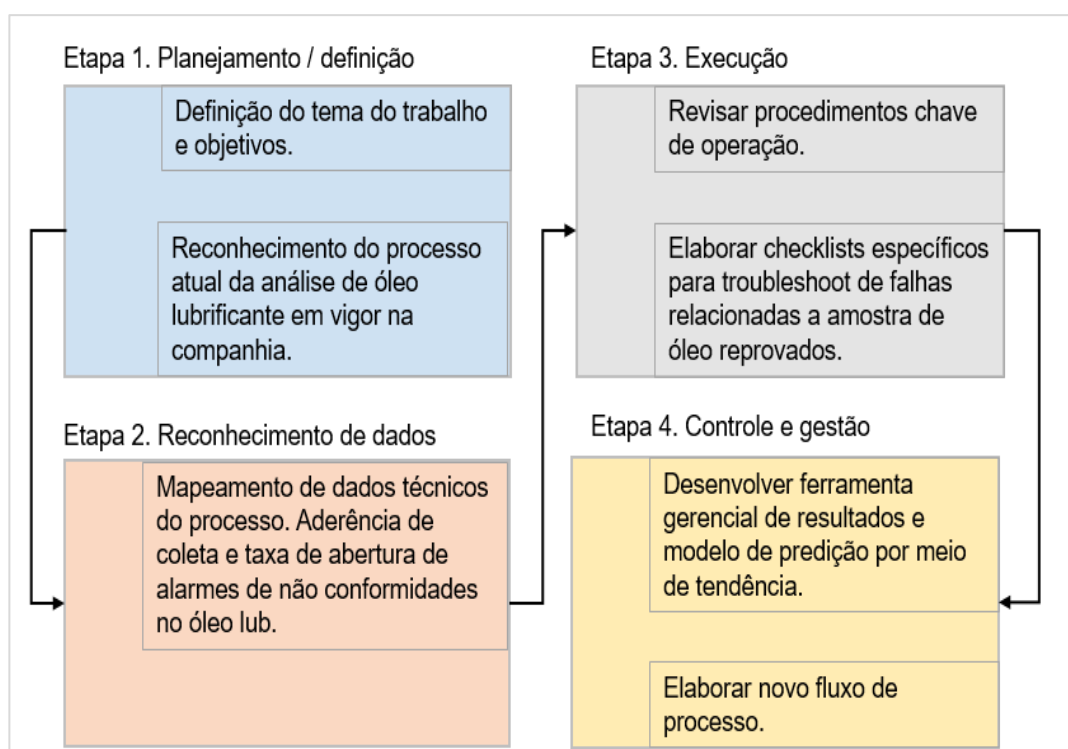 Etapa 1. Planejamento / definição
Definição do tema do trabalho
e objetivos.
Reconhecimento do processo
atual da análise de óleo
lubrificante em vigor na
companhia.
Etapa 2. Reconhecimento de dados
Mapeamento de dados técnicos
do processo. Aderência de
coleta e taxa de abertura de
alarmes de não conformidades
no óleo lub.
Etapa 3. Execução
Revisar procedimentos chave
de operação.
Elaborar checklists específicos
para troubleshoot de falhas
relacionadas a amostra de
óleo reprovados.
Etapa 4. Controle e gestão
Desenvolver ferramenta
gerencial de resultados e
modelo de predição por meio
de tendência.
Elaborar novo fluxo de
processo.